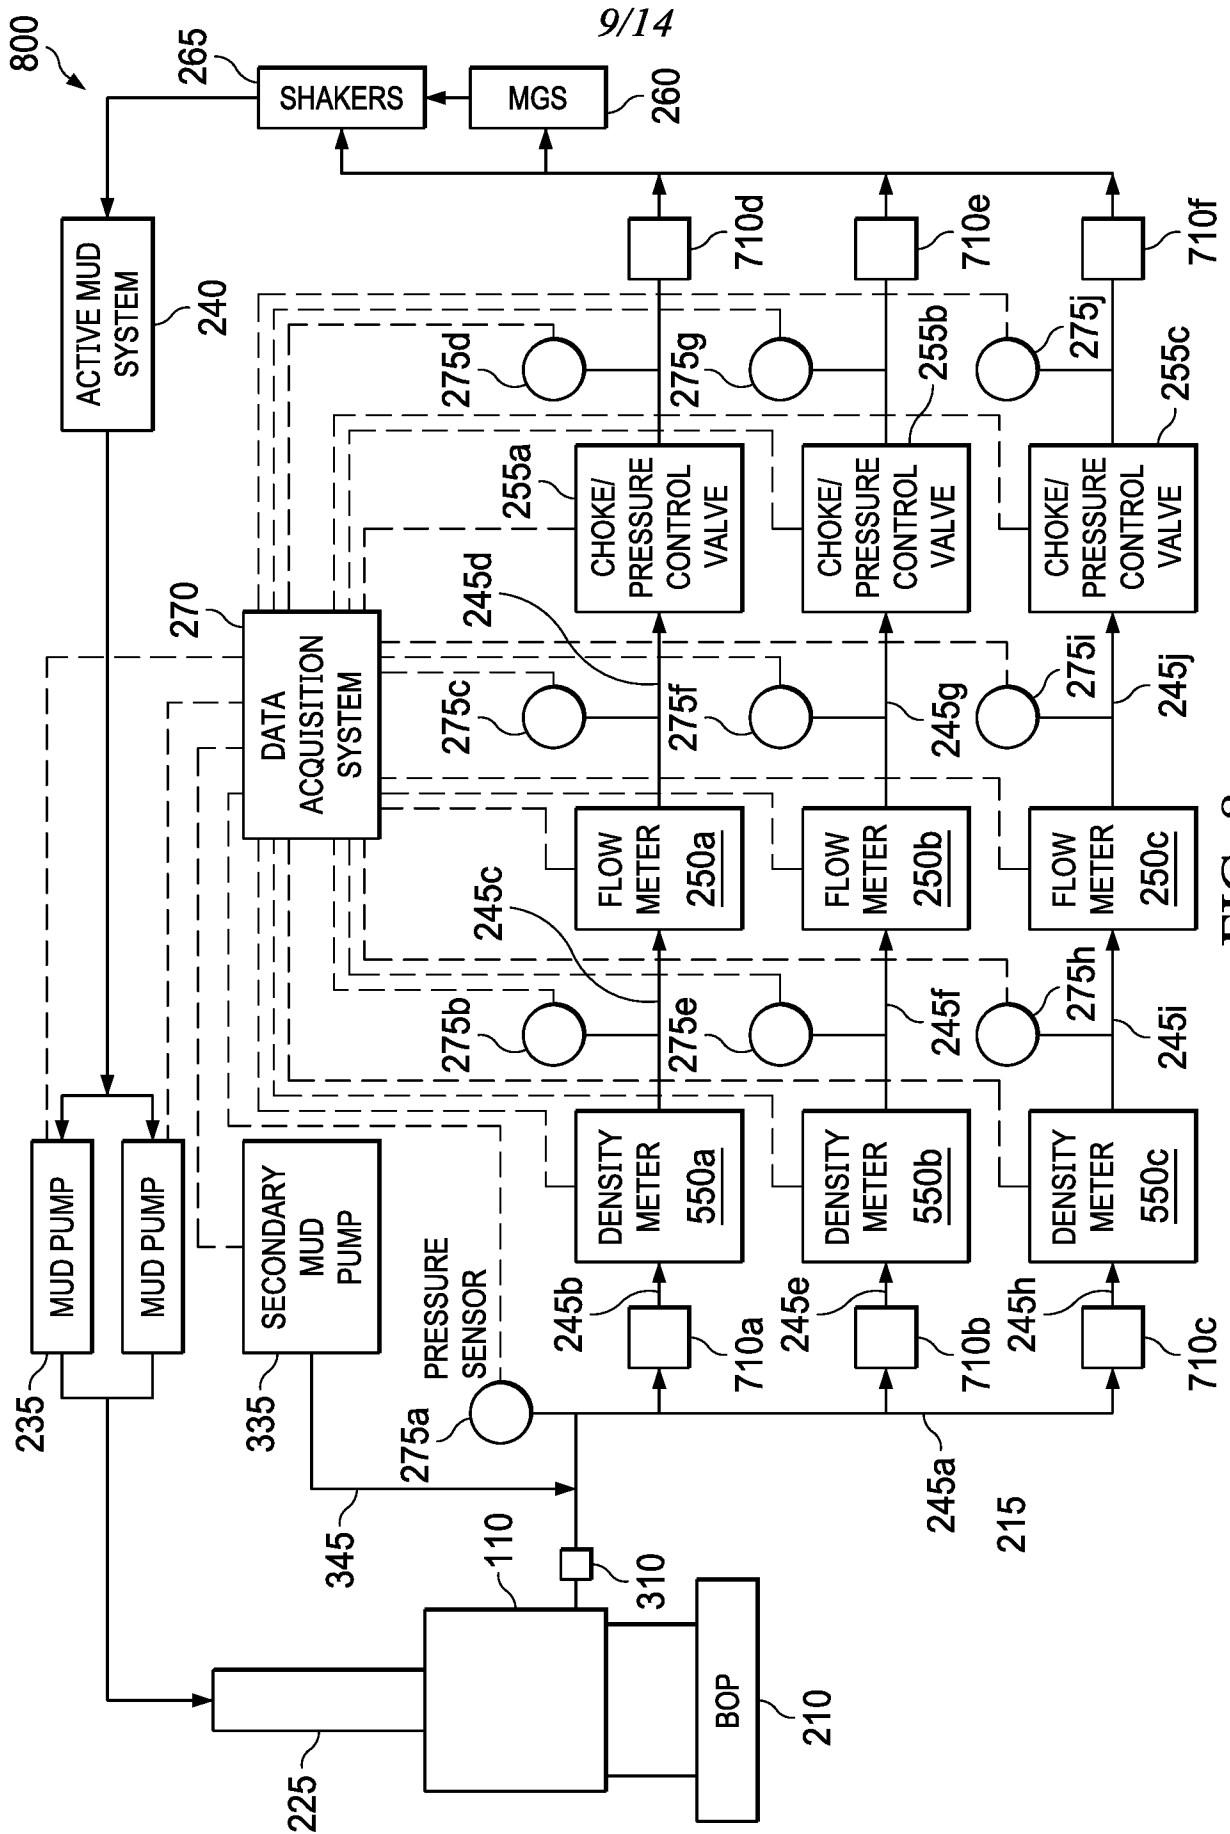 9/14
800
265
SHAKERS
MGS
260
ACTIVE MUD
SYSTEM
240
710d
710e
710f
275d
275g
275j
255a
255b
255c
CHOKE/
PRESSURE
CONTROL
VALVE
CHOKE/
PRESSURE
CONTROL
VALVE
CHOKE/
PRESSURE
CONTROL
VALVE
270
DATA
ACQUISITION
SYSTEM
245d
275c
275f
245g
275i
245j
FLOW
METER
250a
FLOW
METER
250b
FLOW
METER
250c
245c
275b
275e
245f
275h
245i
MUD PUMP
MUD PUMP
235
SECONDARY
MUD
PUMP
335
PRESSURE
SENSOR
275a
DENSITY
METER
550a
DENSITY
METER
550b
DENSITY
METER
550c
245b
245e
245h
710a
710b
710c
245a
215
345
110
310
225
BOP
210